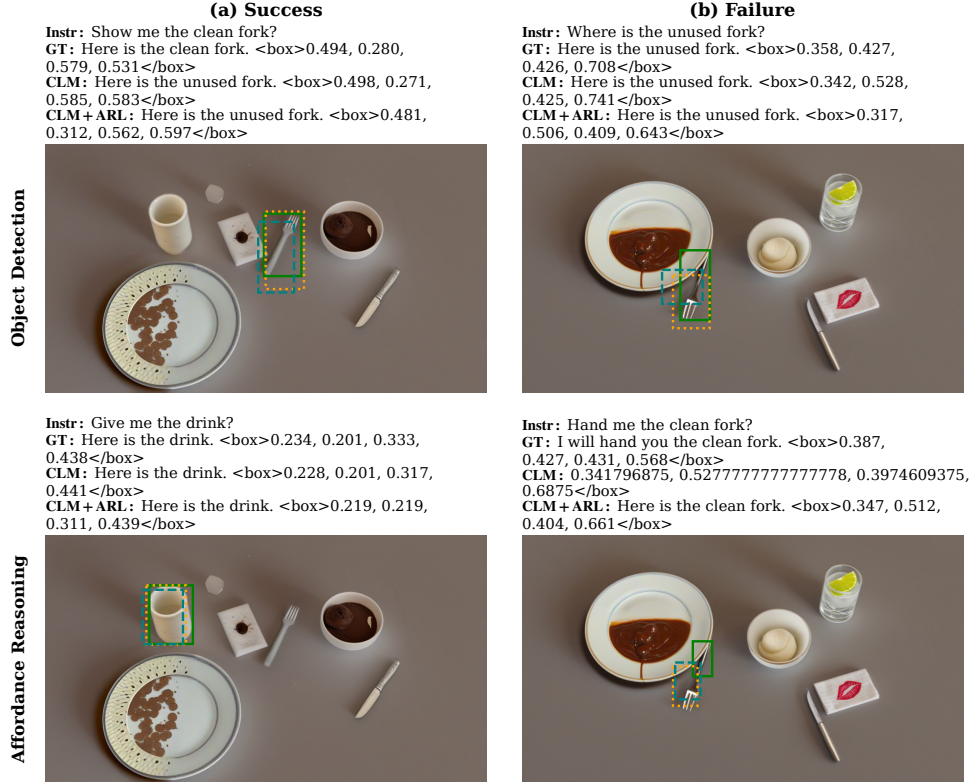 (a) Success
Instr: Show me the clean fork?
GT: Here is the clean fork. <box>0.494, 0.280,
0.579, 0.531</box>
CLM: Here is the unused fork. <box>0.498, 0.271,
0.585, 0.583</box>
CLM+ARL: Here is the unused fork. <box>0.481,
0.312, 0.562, 0.597</box>
(b) Failure
Instr: Where is the unused fork?
GT: Here is the unused fork. <box>0.358, 0.427,
0.426, 0.708</box>
CLM: Here is the unused fork. <box>0.342, 0.528,
0.425, 0.741</box>
CLM+ARL: Here is the unused fork. <box>0.317,
0.506, 0.409, 0.643</box>
Object Detection
Instr: Give me the drink?
GT: Here is the drink. <box>0.234, 0.201, 0.333,
0.438</box>
CLM: Here is the drink. <box>0.228, 0.201, 0.317,
0.441</box>
CLM+ARL: Here is the drink. <box>0.219, 0.219,
0.311, 0.439</box>
Instr: Hand me the clean fork?
GT: I will hand you the clean fork. <box>0.387,
0.427, 0.431, 0.568</box>
CLM: 0.341796875, 0.5277777777777778, 0.3974609375,
0.6875</box>
CLM+ARL: Here is the clean fork. <box>0.347, 0.512,
0.404, 0.661</box>
Affordance Reasoning